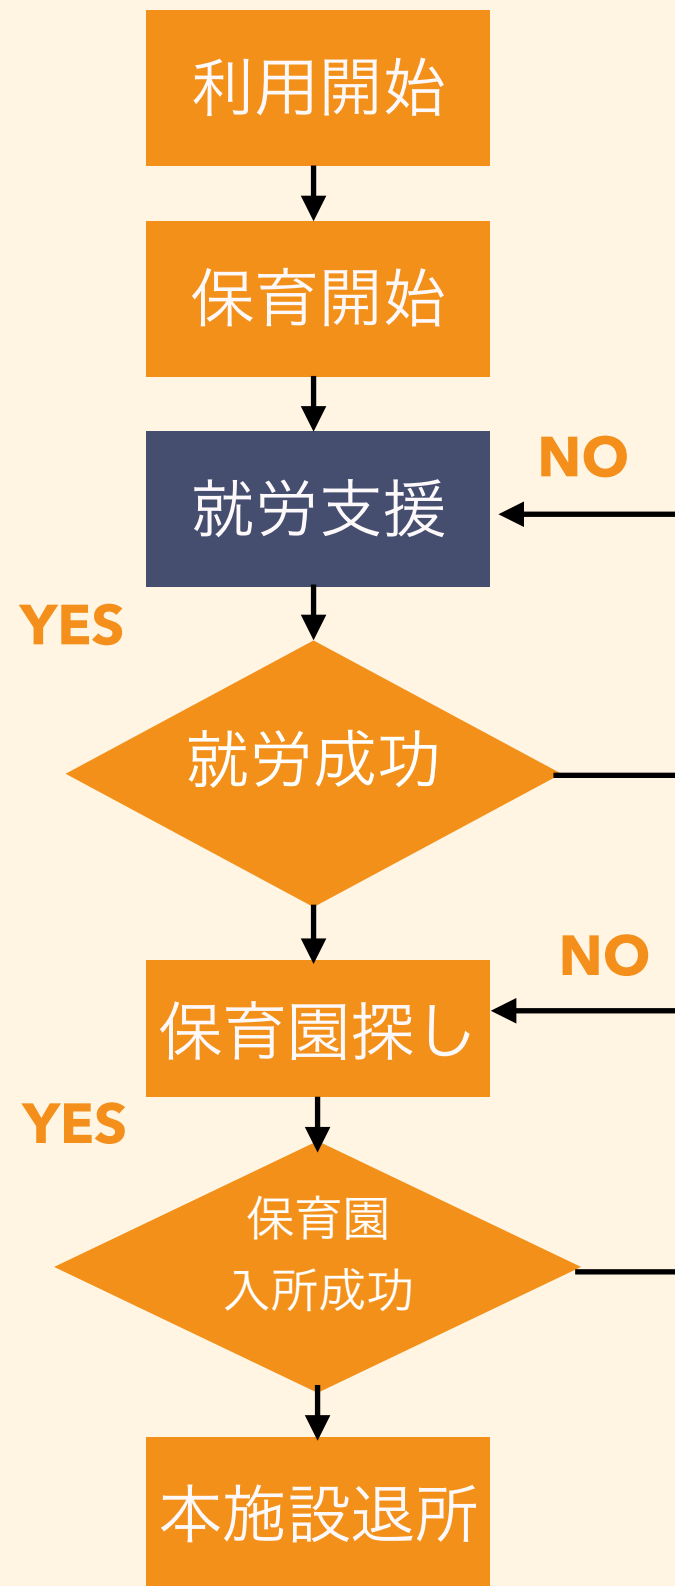 利用開始
保育開始
NO
就労支援
YES
就労成功
NO
保育園探し
YES
保育園
入所成功
本施設退所